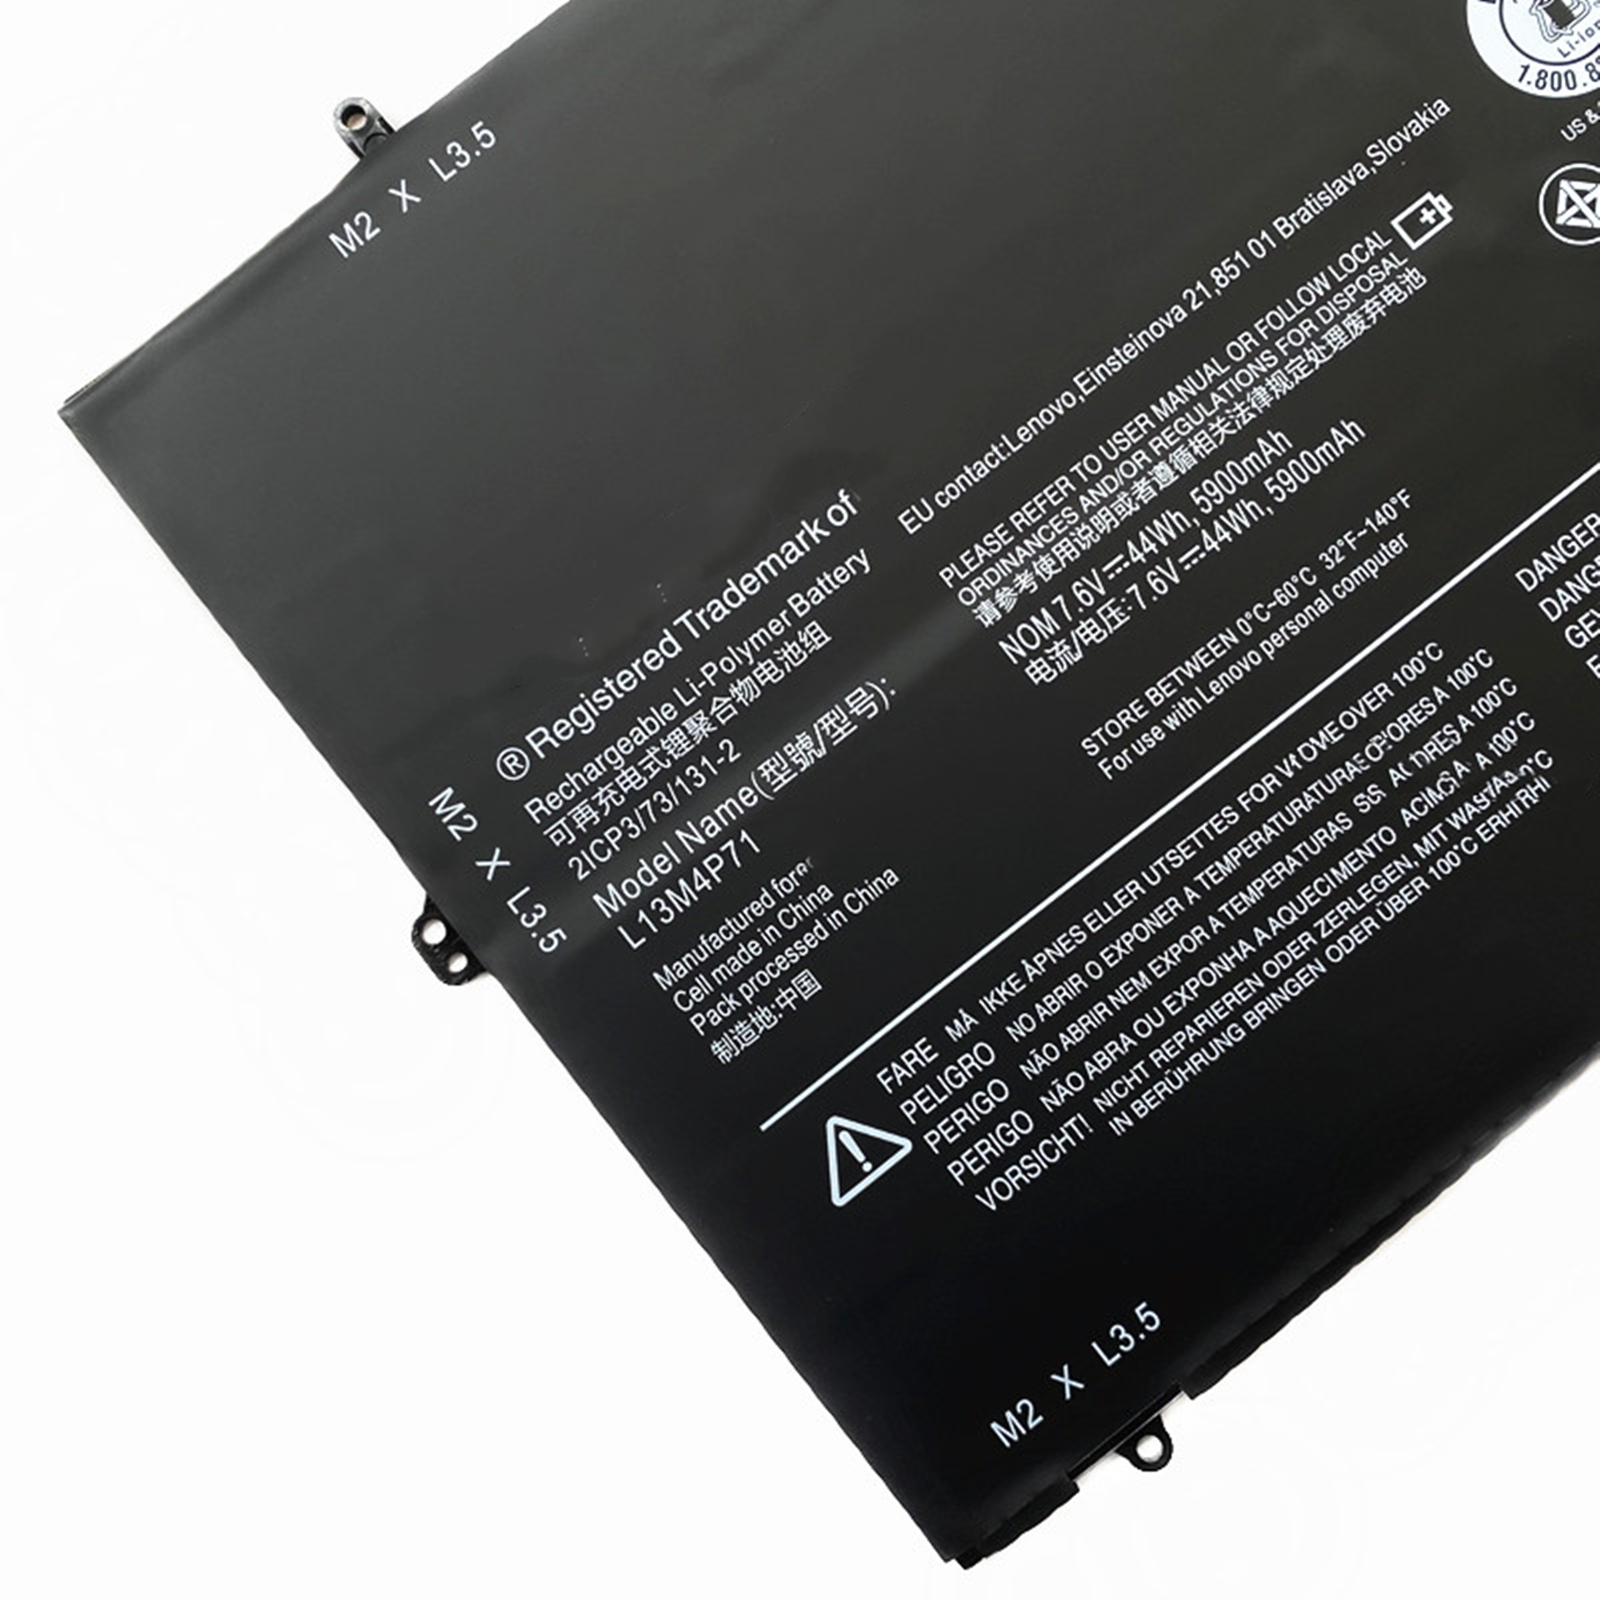 M2 X L3.5
Li-Ion
1.800.8
US &
EU contact:Lenovo,Einsteinova 21,851 01 Bratislava,Slovakia
PLEASE REFER TO USER MANUAL OR FOLLOW LOCAL
ORDINANCES AND/OR REGULATIONS FOR DISPOSAL
请参考使用说明或者遵循相关法律规定处理废弃电池
NOM 7.6V⎓44Wh, 5900mAh
电流/电压:7.6V⎓44Wh, 5900mAh
STORE BETWEEN 0°C~60°C 32°F~140°F
For use with Lenovo personal computer
® Registered Trademark of
Rechargeable Li-Polymer Battery
可再充电式锂聚合物电池组
2ICP3/73/131-2
Model Name(型號/型号):
L13M4P71
Manufactured for
Cell made in China
Pack processed in China
制造地:中国
M2 X L3.5
DANGER
FARE MÅ IKKE ÅPNES ELLER UTSETTES FOR OVER 100°C
PELIGRO NO ABRIR O EXPONER A TEMPERATURAS A 100°C
PERIGO NÃO ABRIR NEM EXPOR A TEMPERATURAS A 100°C
PERIGO NÃO ABRA OU EXPONHA A AQUECIMENTO A 100°C
VORSICHT! NICHT REPARIEREN ODER ZERLEGEN, MIT
IN BERÜHRUNG BRINGEN ODER ÜBER 100°C
M2 X L3.5